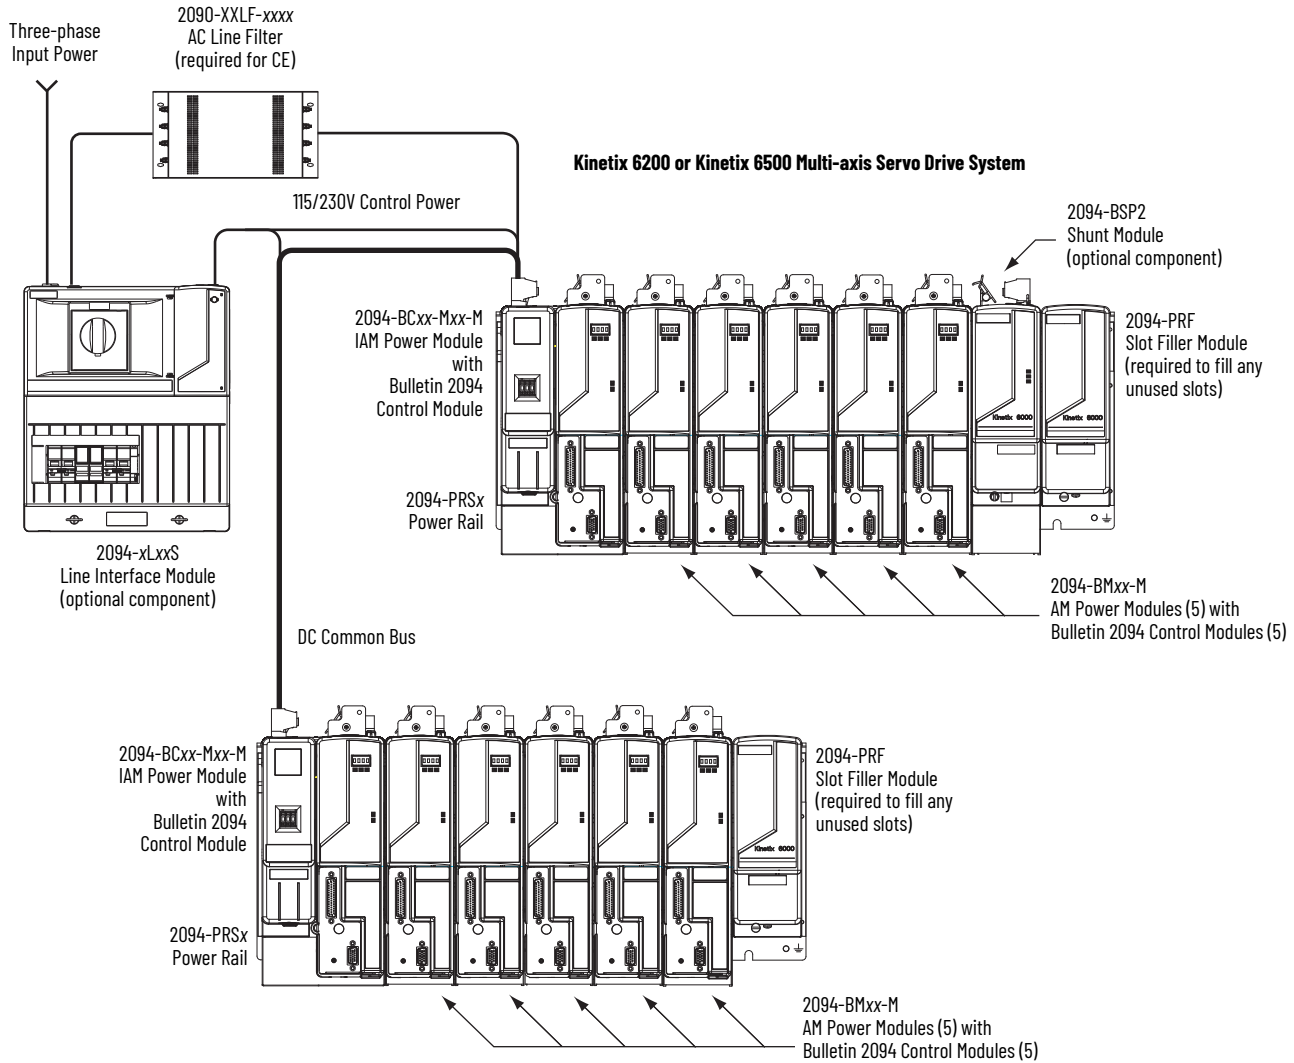 Three-phase
Input Power
2090-XXLF-xxxx
AC Line Filter
(required for CE)
Kinetix 6200 or Kinetix 6500 Multi-axis Servo Drive System
115/230V Control Power
2094-BSP2
Shunt Module
(optional component)
2094-BCxx-Mxx-M
IAM Power Module
with
Bulletin 2094
Control Module
2094-PRF
Slot Filler Module
(required to fill any
unused slots)
Kinetix 6000
Kinetix 6000
2094-PRSx
Power Rail
2094-xLxxS
Line Interface Module
(optional component)
2094-BMxx-M
AM Power Modules (5) with
Bulletin 2094 Control Modules (5)
DC Common Bus
2094-BCxx-Mxx-M
IAM Power Module
with
Bulletin 2094
Control Module
2094-PRF
Slot Filler Module
(required to fill any
unused slots)
Kinetix 6000
2094-PRSx
Power Rail
2094-BMxx-M
AM Power Modules (5) with
Bulletin 2094 Control Modules (5)